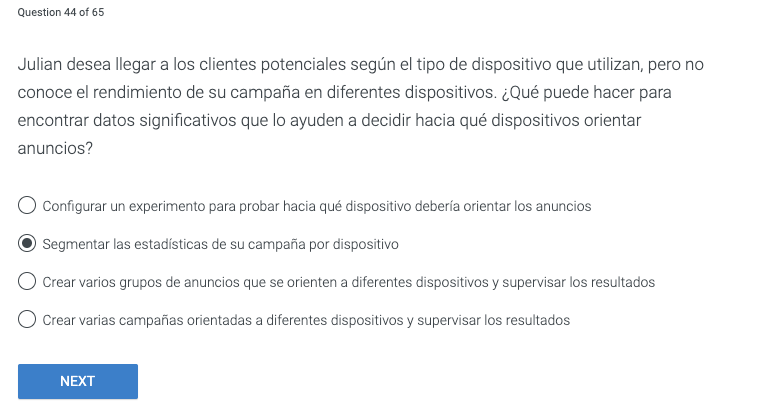 Question 44 of 65
Julian desea llegar a los clientes potenciales según el tipo de dispositivo que utilizan, pero no
conoce el rendimiento de su campaña en diferentes dispositivos. ¿Qué puede hacer para
encontrar datos significativos que lo ayuden a decidir hacia qué dispositivos orientar
anuncios?
Configurar un experimento para probar hacia qué dispositivo debería orientar los anuncios
Segmentar las estadísticas de su campaña por dispositivo
Crear varios grupos de anuncios que se orienten a diferentes dispositivos y supervisar los resultados
Crear varias campañas orientadas a diferentes dispositivos y supervisar los resultados
NEXT